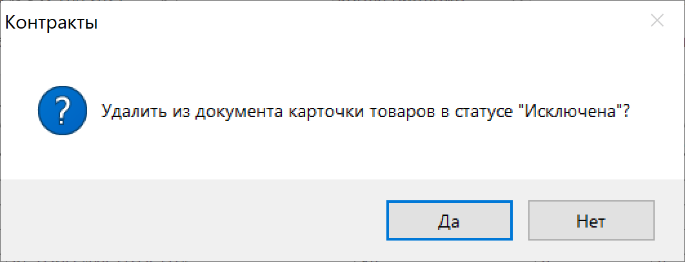 Контракты
Удалить из документа карточки товаров в статусе "Исключена"?
Да
Нет